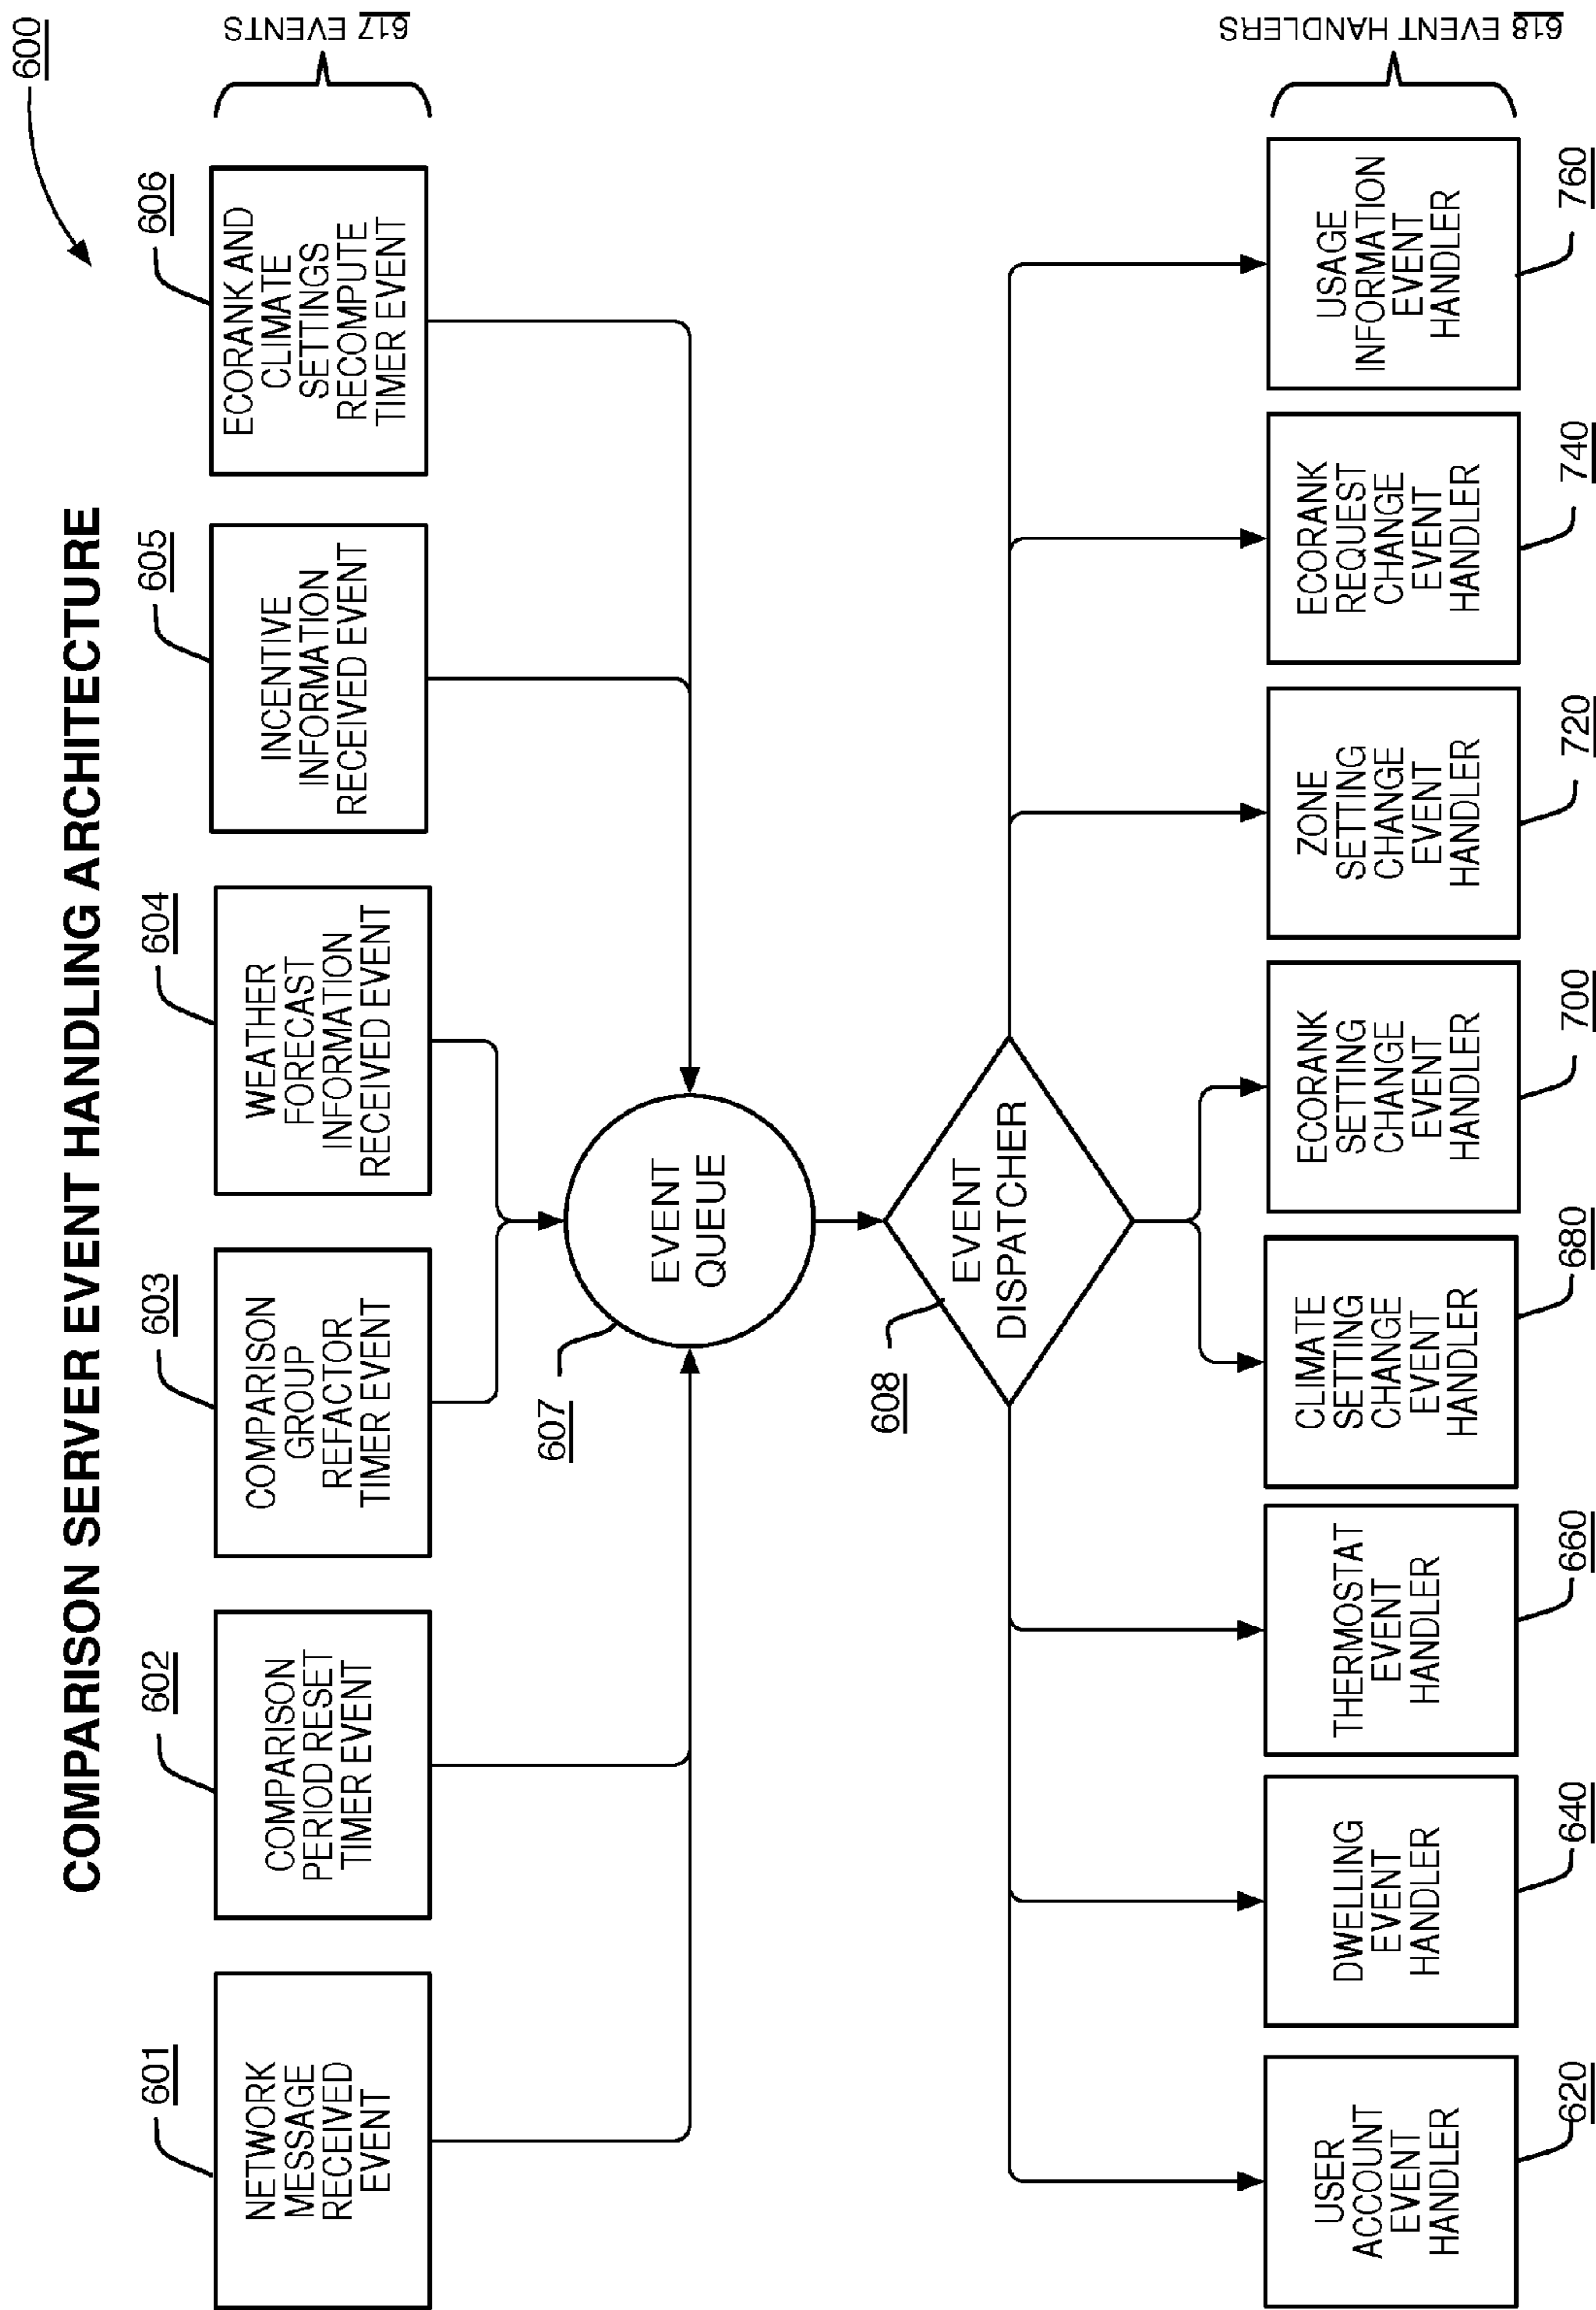 COMPARISON SERVER EVENT HANDLING ARCHITECTURE
600
601
NETWORK
MESSAGE
RECEIVED
EVENT
602
COMPARISON
PERIOD RESET
TIMER EVENT
603
COMPARISON
GROUP
REFACTOR
TIMER EVENT
604
WEATHER
FORECAST
INFORMATION
RECEIVED EVENT
605
INCENTIVE
INFORMATION
RECEIVED EVENT
606
ECORANK AND
CLIMATE
SETTINGS
RECOMPUTE
TIMER EVENT
617 EVENTS
607
EVENT
QUEUE
608
EVENT
DISPATCHER
USER
ACCOUNT
EVENT
HANDLER
620
DWELLING
EVENT
HANDLER
640
THERMOSTAT
EVENT
HANDLER
660
CLIMATE
SETTING
CHANGE
EVENT
HANDLER
680
ECORANK
SETTING
CHANGE
EVENT
HANDLER
700
ZONE
SETTING
CHANGE
EVENT
HANDLER
720
ECORANK
REQUEST
CHANGE
EVENT
HANDLER
740
USAGE
INFORMATION
EVENT
HANDLER
760
618 EVENT HANDLERS